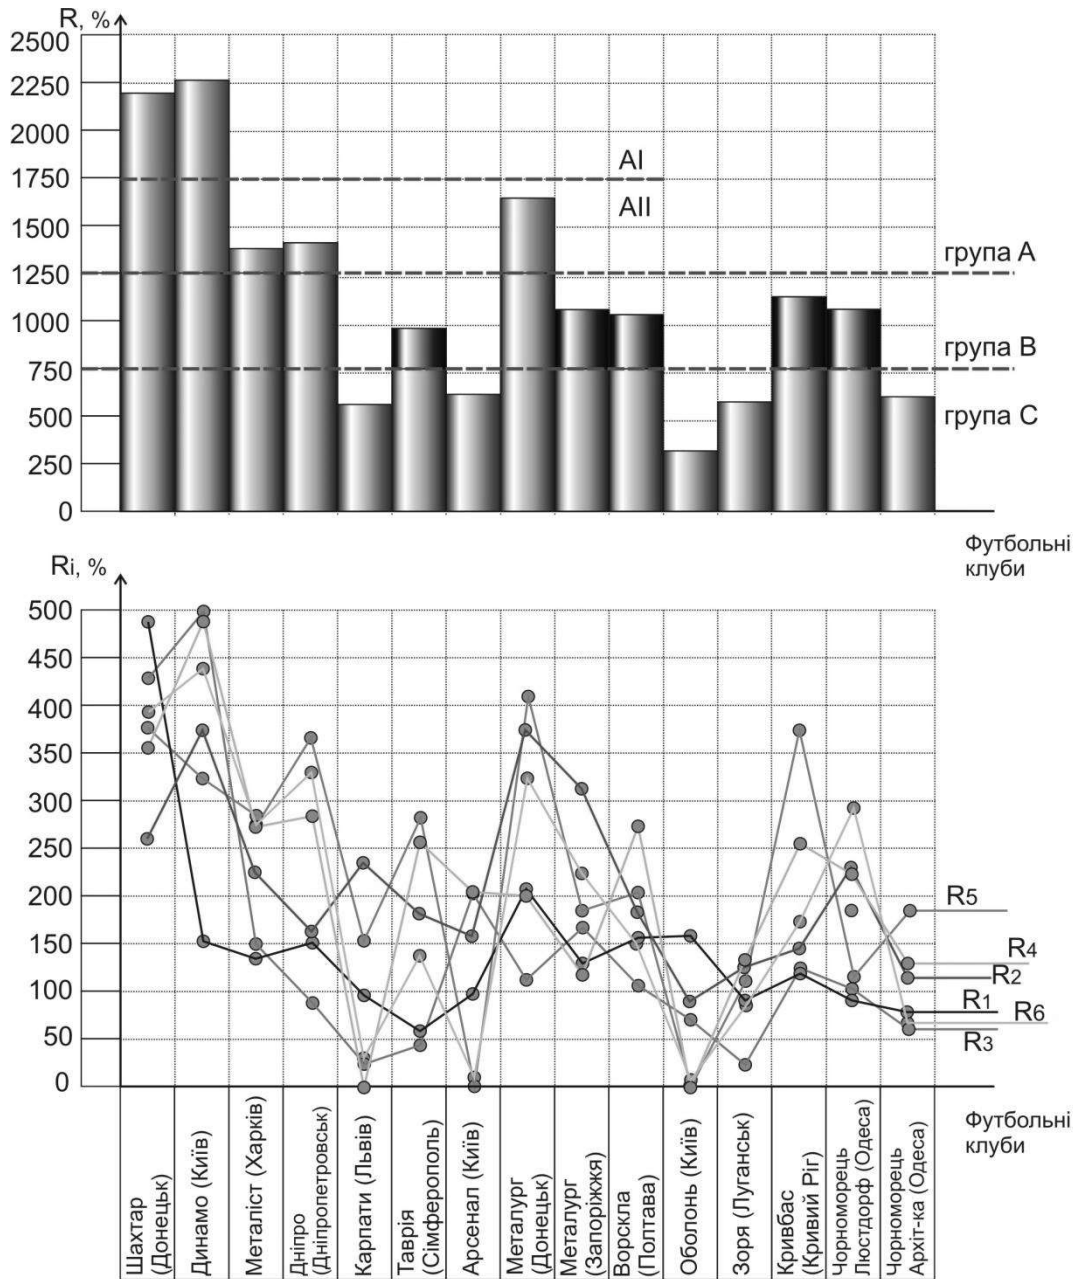 R, %
2500
2250
2000
1750
1500
1250
1000
750
500
250
0
АІ
АІІ
група А
група В
група С
Футбольні
клуби
Ri, %
500
450
400
350
300
250
200
150
100
50
0
R5
R4
R2
R1
R6
R3
Футбольні
клуби
Шахтар
(Донецьк)
Динамо (Київ)
Металіст (Харків)
Дніпро
(Дніпропетровськ)
Карпати (Львів)
Таврія
(Сімферополь)
Арсенал (Київ)
Металург
(Донецьк)
Металург
(Запоріжжя)
Ворскла
(Полтава)
Оболонь (Київ)
Зоря (Луганськ)
Кривбас
(Кривий Ріг)
Чорноморець
Люстдорф (Одеса)
Чорноморець
Архіт-ка (Одеса)